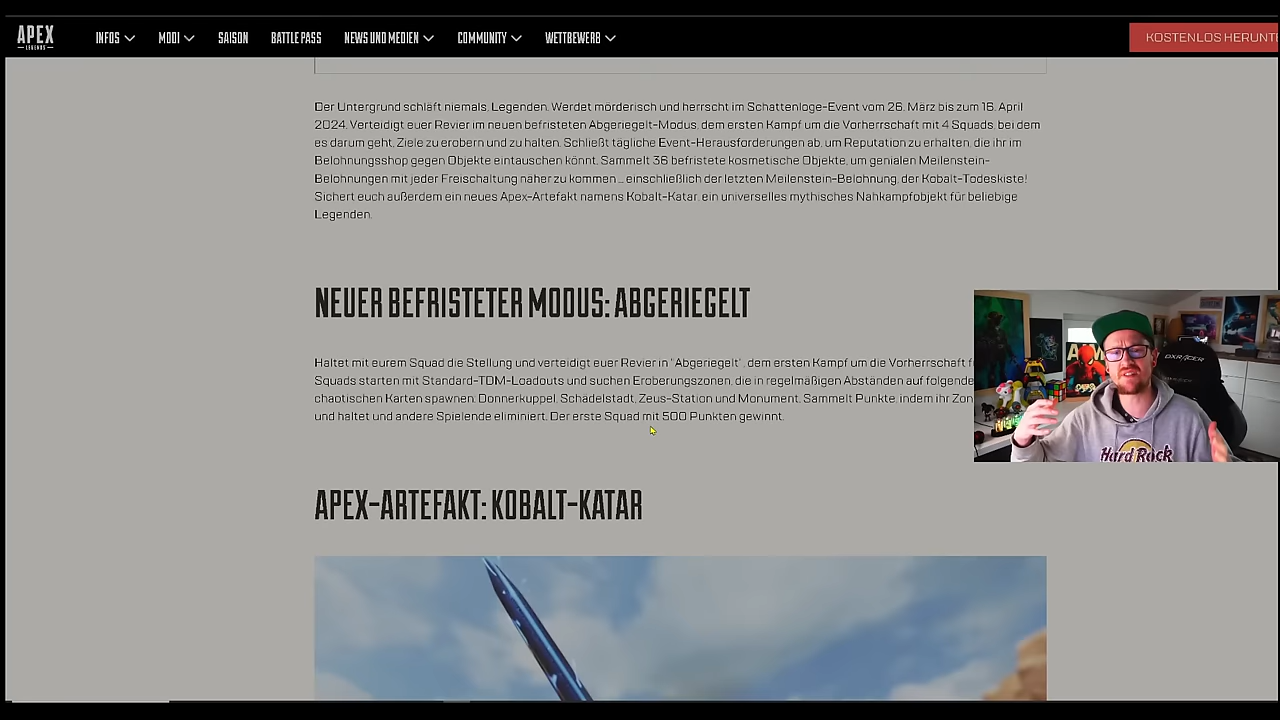 APEX
LEGENDS
INFOS MODI SAISON BATTLE PASS NEWS UND MEDIEN COMMUNITY WETTBEWERB
KOSTENLOS HERUNT
Der Untergrund schläft niemals, Legenden. Werdet mörderisch und herrscht im Schattenloge-Event vom 26. März bis zum 16. April
2024. Verteidigt euer Revier im neuen befristeten Abgeriegelt-Modus, dem ersten Kampf um die Vorherrschaft mit 4 Squads, bei dem
es darum geht, Ziele zu erobern und zu halten. Schließt tägliche Event-Herausforderungen ab, um Reputation zu erhalten, die ihr im
Belohnungsshop gegen Objekte eintauschen könnt. Sammelt 36 befristete kosmetische Objekte, um genialen Meilenstein-
Belohnungen mit jeder Freischaltung näher zu kommen ... einschließlich der letzten Meilenstein-Belohnung, der Kobalt-Todeskiste!
Sichert euch außerdem ein neues Apex-Artefakt namens Kobalt-Katar, ein universelles mythisches Nahkampfobjekt für beliebige
Legenden.
NEUER BEFRISTETER MODUS: ABGERIEGELT
Haltet mit eurem Squad die Stellung und verteidigt euer Revier in "Abgeriegelt", dem ersten Kampf um die Vorherrschaft
Squads starten mit Standard-TDM-Loadouts und suchen Eroberungszonen, die in regelmäßigen Abständen auf folgende
chaotischen Karten spawnen: Donnerkuppel, Schädelstadt, Zeus-Station und Monument. Sammelt Punkte, indem ihr Zon
und haltet und andere Spielende eliminiert. Der erste Squad mit 500 Punkten gewinnt.
DXRACER
Hard Rock
APEX-ARTEFAKT: KOBALT-KATAR